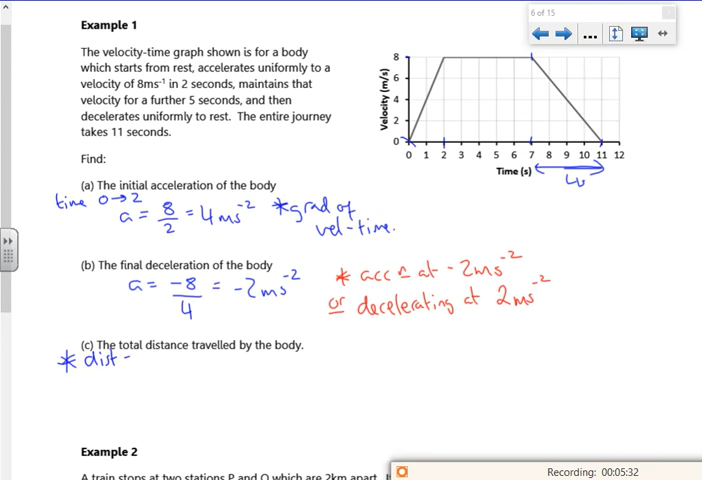 Example 1
6 of 15
The velocity-time graph shown is for a body
which starts from rest, accelerates uniformly to a
velocity of 8ms⁻¹ in 2 seconds, maintains that
velocity for a further 5 seconds, and then
decelerates uniformly to rest. The entire journey
takes 11 seconds.
Velocity (m/s)
8
6
4
2
0
0 1 2 3 4 5 6 7 8 9 10 11 12
Time (s)
Find:
(a) The initial acceleration of the body
time 0→2
a = 8/2 = 4ms⁻² *grad of
vel-time.
(b) The final deceleration of the body
a = -8/4 = -2ms⁻²
* accn at -2ms⁻²
or decelerating at 2ms⁻²
(c) The total distance travelled by the body.
* dist -
Example 2
A train stops at two stations P and Q which are 2km apart.
Recording: 00:05:32